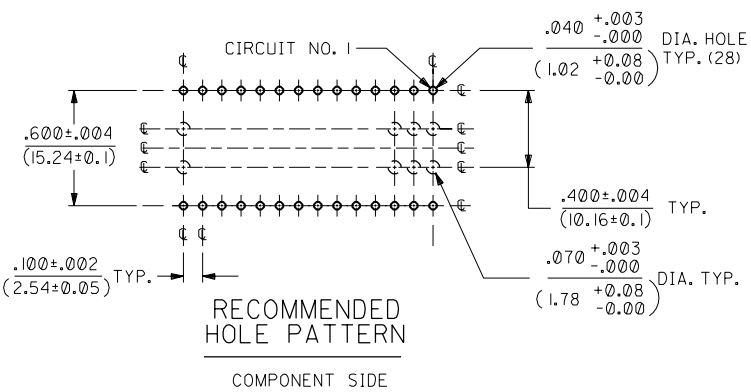 CIRCUIT NO. 1
.040 +.003 -.000
(1.02 +0.08 -0.00)
DIA. HOLE
TYP. (28)
.600±.004
(15.24±0.1)
.400±.004
(10.16±0.1)
TYP.
.100±.002
(2.54±0.05)
TYP.
.070 +.003 -.000
(1.78 +0.08 -0.00)
DIA. TYP.
RECOMMENDED
HOLE PATTERN
COMPONENT SIDE